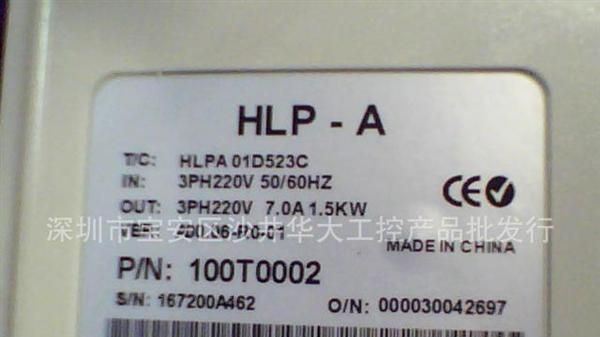 HLP - A
T/C: HLPA 01D523C
IN: 3PH220V 50/60HZ
OUT: 3PH220V 7.0A 1.5KW
深圳市宝安区沙井华大工控产品批发行
MADE IN CHINA
P/N: 100T0002
S/N: 167200A462 O/N: 000030042697